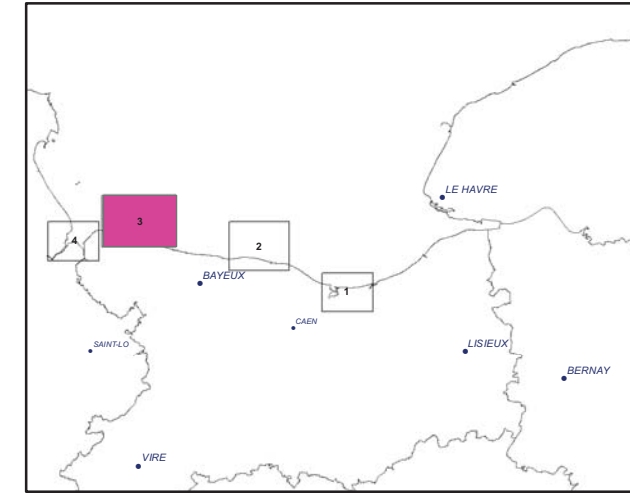 LE HAVRE
3
4
2
BAYEUX
1
CAEN
SAINT-LO
LISIEUX
BERNAY
VIRE